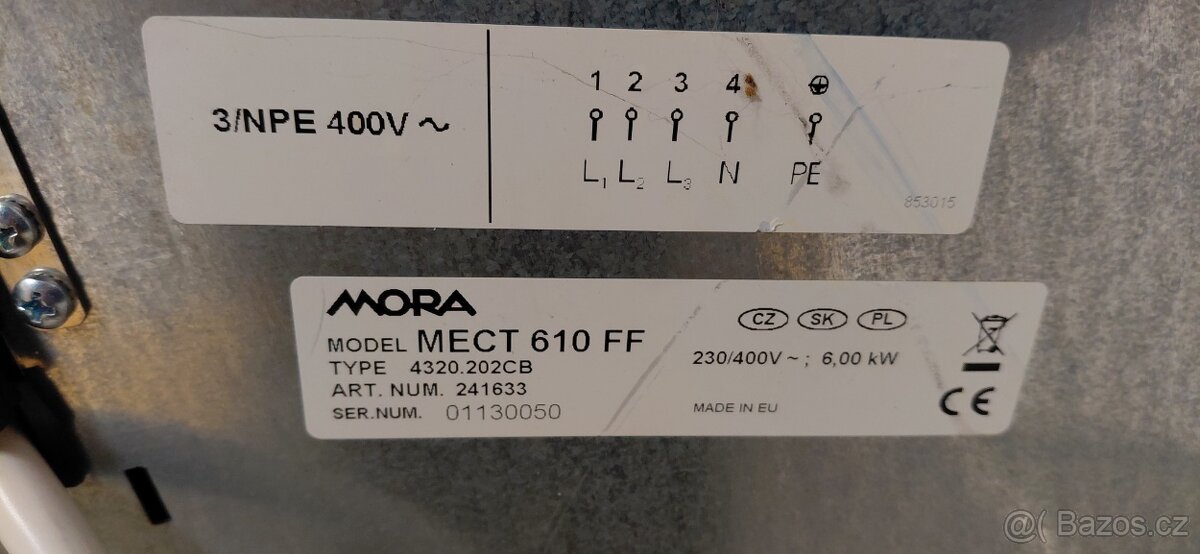 3/NPE 400V ~
1 2 3 4
L1 L2 L3 N PE
853015
MORA
MODEL MECT 610 FF
TYPE 4320.202CB
ART. NUM. 241633
SER.NUM. 01130050
CZ SK PL
230/400V ~ ; 6,00 kW
MADE IN EU
CE
@( Bazos.cz